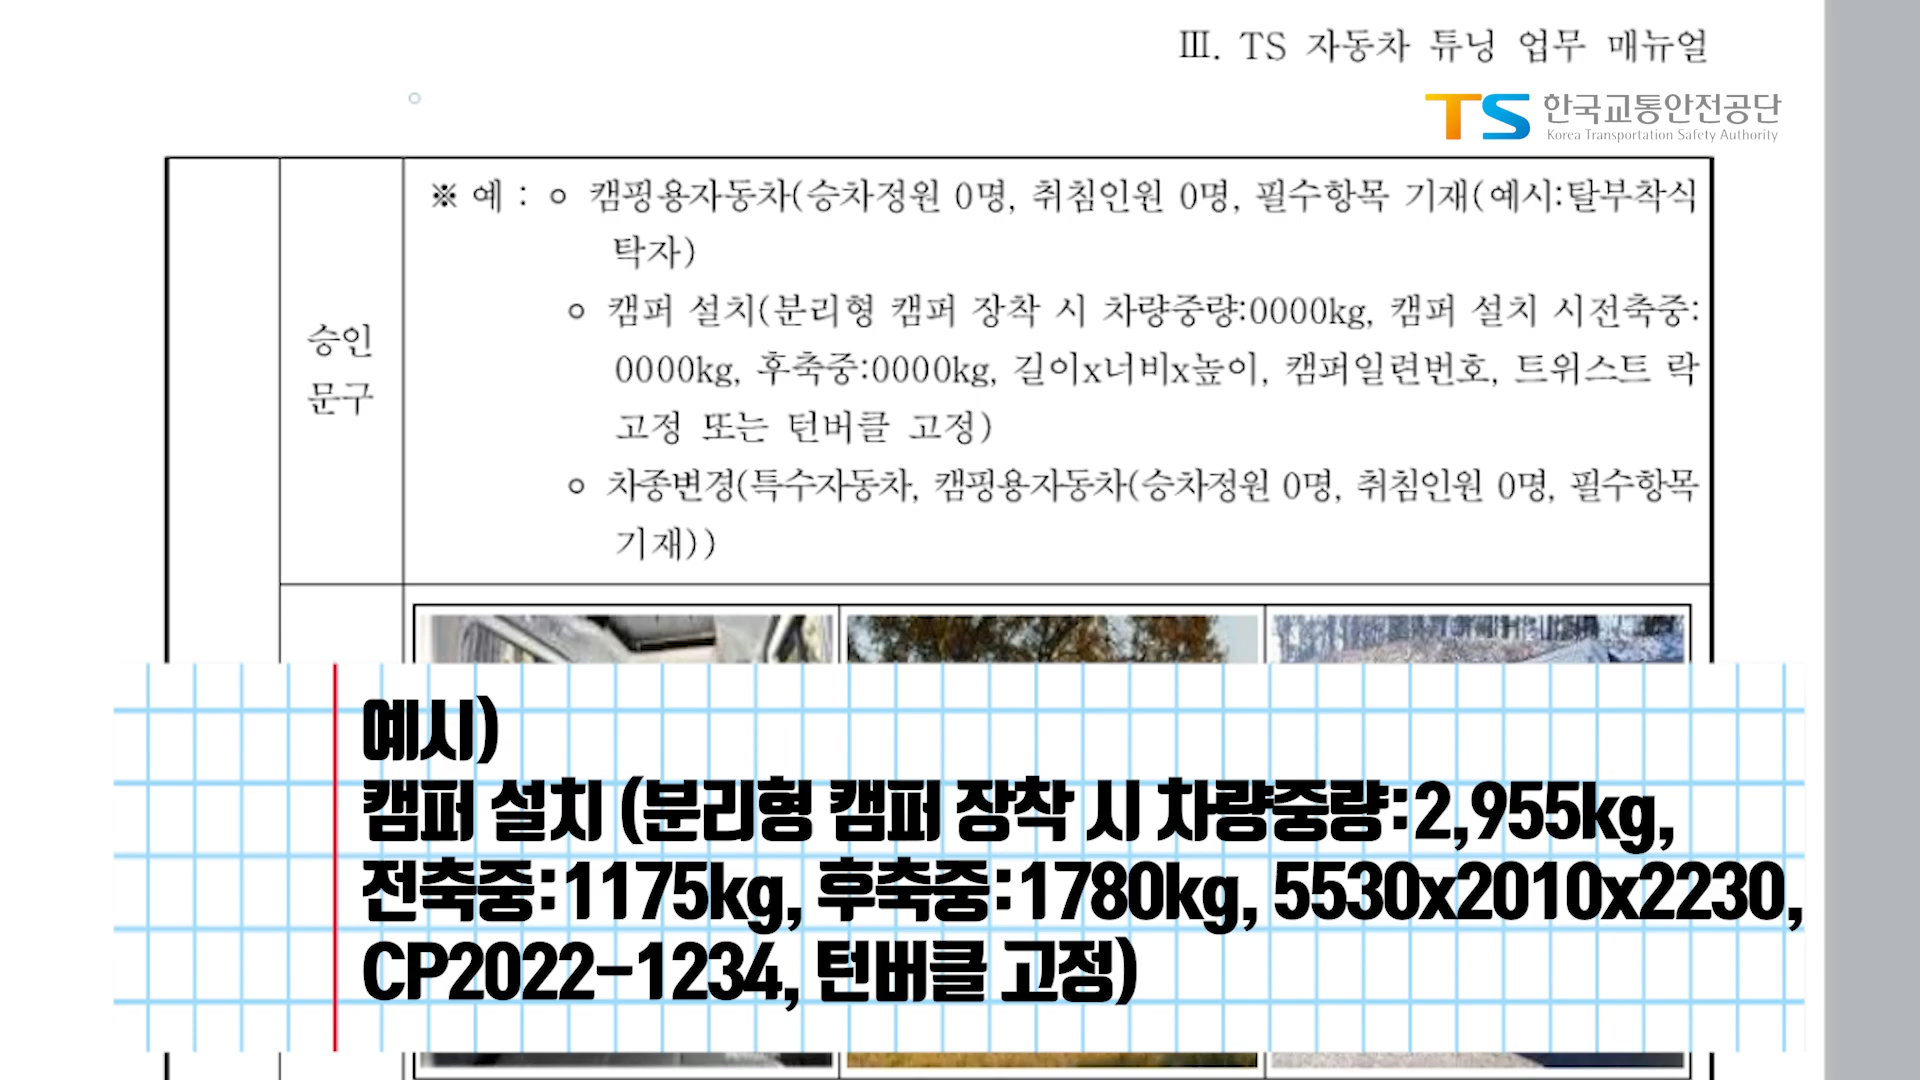 Ⅲ. TS 자동차 튜닝 업무 매뉴얼
TS 한국교통안전공단
Korea Transportation Safety Authority
승인
문구
※ 예 : ㅇ 캠핑용자동차(승차정원 0명, 취침인원 0명, 필수항목 기재(예시:탈부착식
탁자)
ㅇ 캠퍼 설치(분리형 캠퍼 장착 시 차량중량:0000kg, 캠퍼 설치 시전축중:
0000kg, 후축중:0000kg, 길이x너비x높이, 캠퍼일련번호, 트위스트 락
고정 또는 턴버클 고정)
ㅇ 차종변경(특수자동차, 캠핑용자동차(승차정원 0명, 취침인원 0명, 필수항목
기재))
예시)
캠퍼 설치 (분리형 캠퍼 장착 시 차량중량:2,955kg,
전축중:1175kg, 후축중:1780kg, 5530x2010x2230,
CP2022-1234, 턴버클 고정)